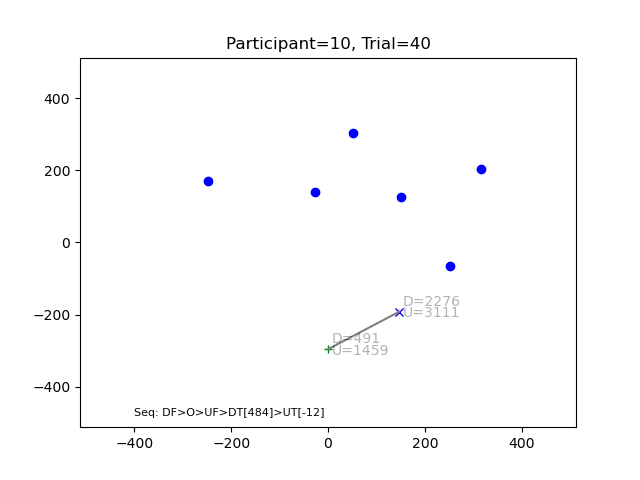 Participant=10, Trial=40
400
200
0
−200
−400
D=2276
U=3111
D=491
U=1459
Seq: DF>O>UF>DT[484]>UT[-12]
−400
−200
0
200
400